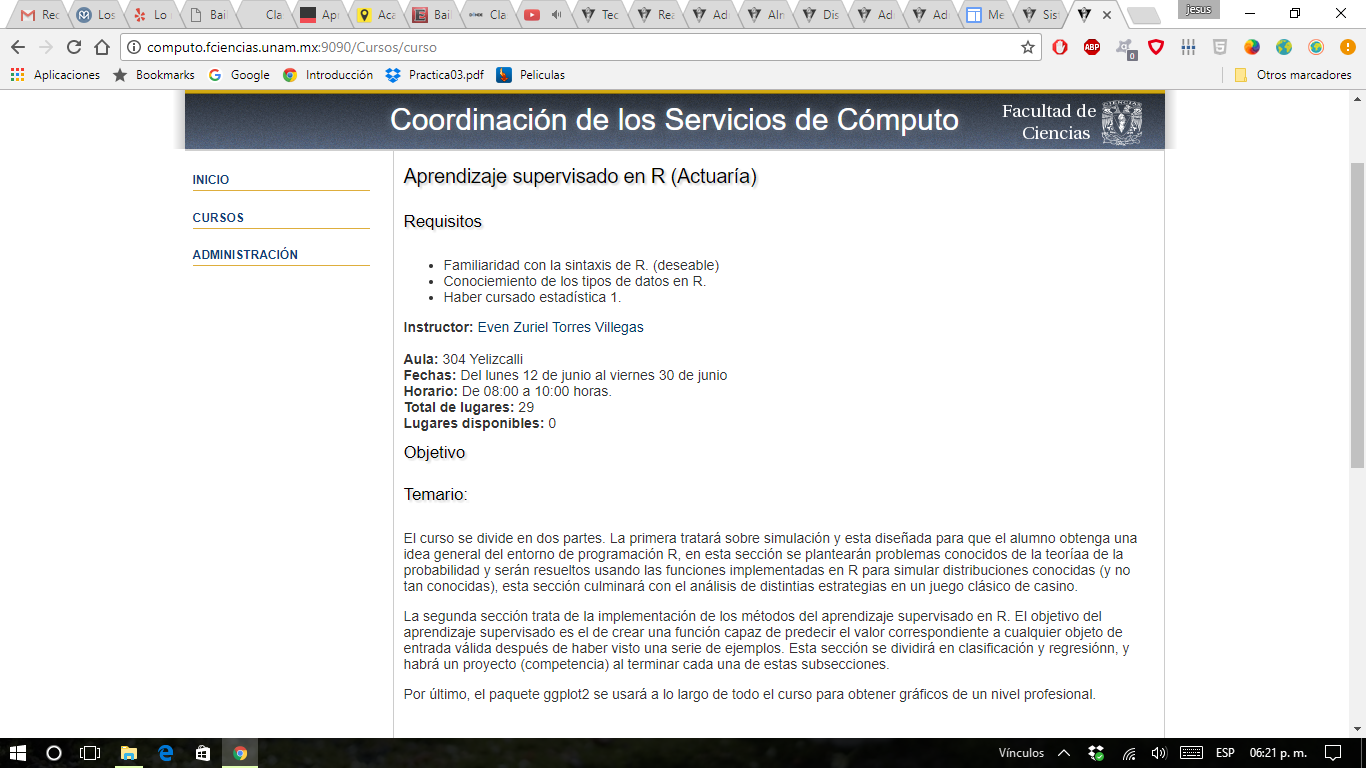 Rec
Los
Lo
Bail
Cla
Apr
Aca
Bai
Cla
Tec
Rea
Ad
Aln
Dis
Ad
Ad
Me
Sis
jesus
computo.fciencias.unam.mx:9090/Cursos/curso
ABP
0
Aplicaciones
Bookmarks
Google
Introducción
Practica03.pdf
Peliculas
Otros marcadores
Coordinación de los Servicios de Cómputo
Facultad de
Ciencias
INICIO
CURSOS
ADMINISTRACIÓN
Aprendizaje supervisado en R (Actuaría)
Requisitos
• Familiaridad con la sintaxis de R. (deseable)
• Conociemiento de los tipos de datos en R.
• Haber cursado estadística 1.
Instructor: Even Zuriel Torres Villegas
Aula: 304 Yelizcalli
Fechas: Del lunes 12 de junio al viernes 30 de junio
Horario: De 08:00 a 10:00 horas.
Total de lugares: 29
Lugares disponibles: 0
Objetivo
Temario:
El curso se divide en dos partes. La primera tratará sobre simulación y esta diseñada para que el alumno obtenga una
idea general del entorno de programación R, en esta sección se plantearán problemas conocidos de la teoríaa de la
probabilidad y serán resueltos usando las funciones implementadas en R para simular distribuciones conocidas (y no
tan conocidas), esta sección culminará con el análisis de distintias estrategias en un juego clásico de casino.
La segunda sección trata de la implementación de los métodos del aprendizaje supervisado en R. El objetivo del
aprendizaje supervisado es el de crear una función capaz de predecir el valor correspondiente a cualquier objeto de
entrada válida después de haber visto una serie de ejemplos. Esta sección se dividirá en clasificación y regresiónn, y
habrá un proyecto (competencia) al terminar cada una de estas subsecciones.
Por último, el paquete ggplot2 se usará a lo largo de todo el curso para obtener gráficos de un nivel profesional.
Vínculos
ESP
06:21 p. m.